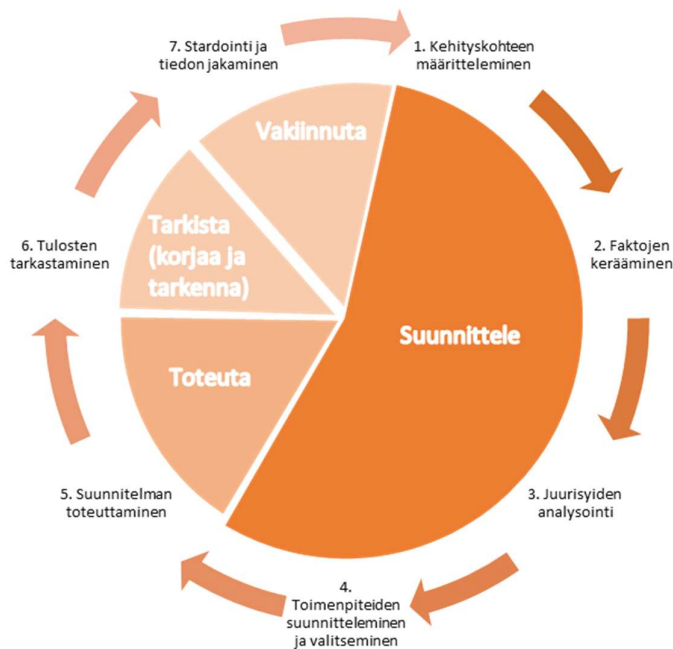 7. Stardointi ja
tiedon jakaminen
1. Kehityskohteen
määritteleminen
Vakiinnuta
Tarkista
(korjaa ja
tarkenna)
6. Tulosten
tarkastaminen
2. Faktojen
kerääminen
Suunnittele
Toteuta
5. Suunnitelman
toteuttaminen
3. Juurisyiden
analysointi
4.
Toimenpiteiden
suunnitteleminen
ja valitseminen